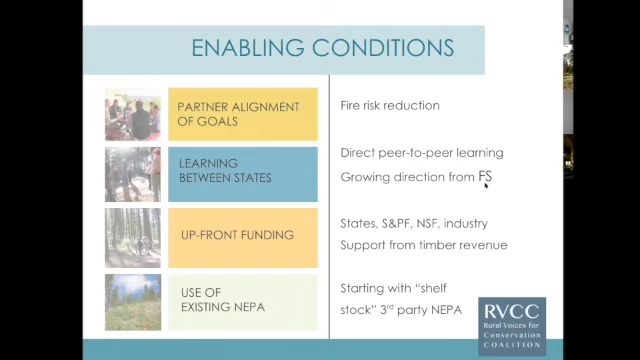 ENABLING CONDITIONS
PARTNER ALIGNMENT
OF GOALS
Fire risk reduction
LEARNING
BETWEEN STATES
Direct peer-to-peer learning
Growing direction from FS
UP-FRONT FUNDING
States, S&PF, NSF, industry
Support from timber revenue
USE OF
EXISTING NEPA
Starting with “shelf
stock” 3rd party NEPA
RVCC
Rural Voices for
Conservation
COALITION